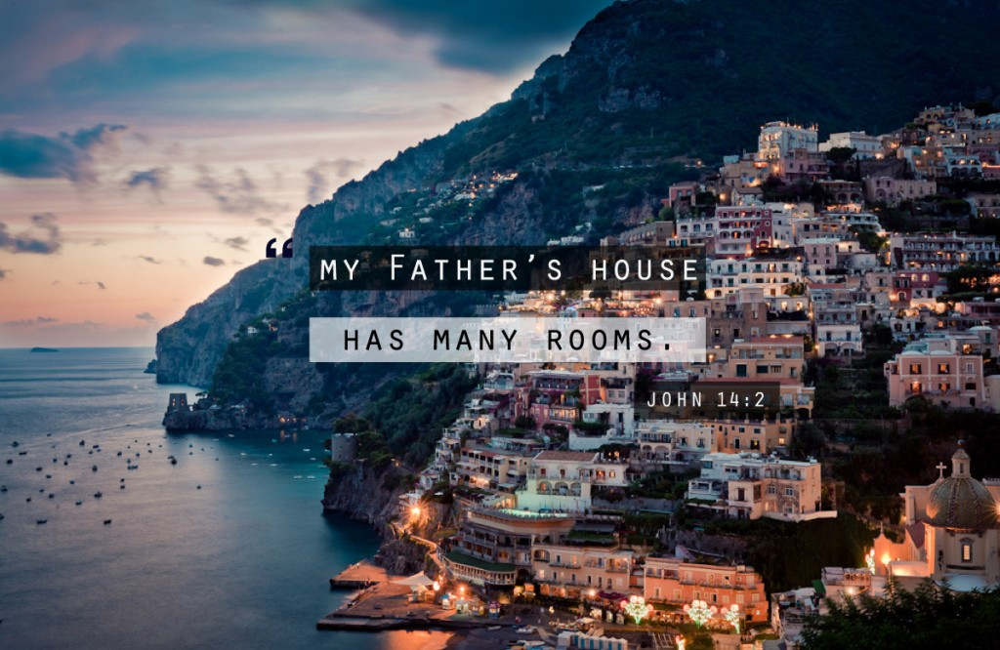 “ MY FATHER’S HOUSE
HAS MANY ROOMS.
JOHN 14:2